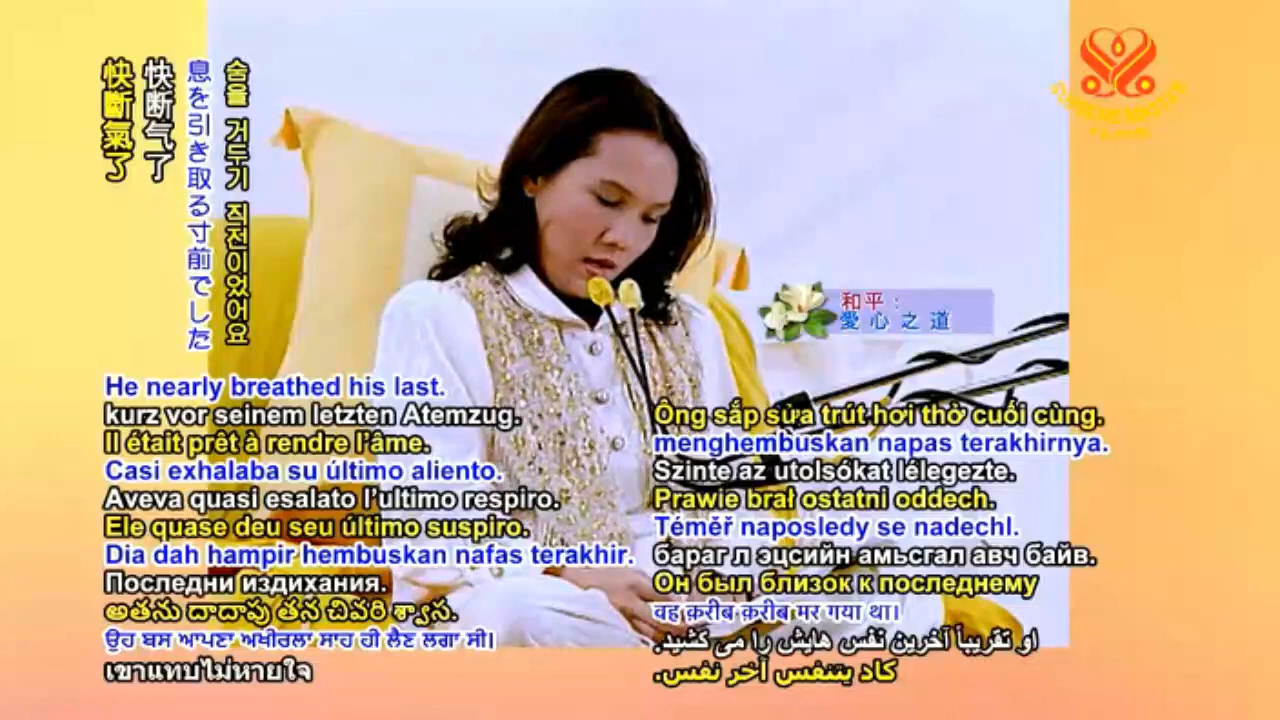 快斷氣了
快断气了
息を引き取る寸前でした
숨을 거두기 직전이었어요
和平：
愛心之道
He nearly breathed his last.
kurz vor seinem letzten Atemzug.
Il était prêt à rendre l'âme.
Casi exhalaba su último aliento.
Aveva quasi esalato l'ultimo respiro.
Ele quase deu seu último suspiro.
Dia dah hampir hembuskan nafas terakhir.
Последни издихания.
అతను దాదాపు తన చివరి శ్వాస.
ਉਹ ਬਸ ਆਪਣਾ ਅਖੀਰਲਾ ਸਾਹ ਹੀ ਲੈਣ ਲਗਾ ਸੀ।
เขาแทบไม่หายใจ
Ông sắp sửa trút hơi thở cuối cùng.
menghembuskan napas terakhirnya.
Szinte az utolsókat lélegezte.
Prawie brał ostatni oddech.
Téměř naposledy se nadechl.
бараг л эцсийн амьсгал авч байв.
Он был близок к последнему
वह क़रीब-क़रीब मर गया था।
او تقریباً آخرین نفس هایش را می کشید.
كاد يتنفس آخر نفس.